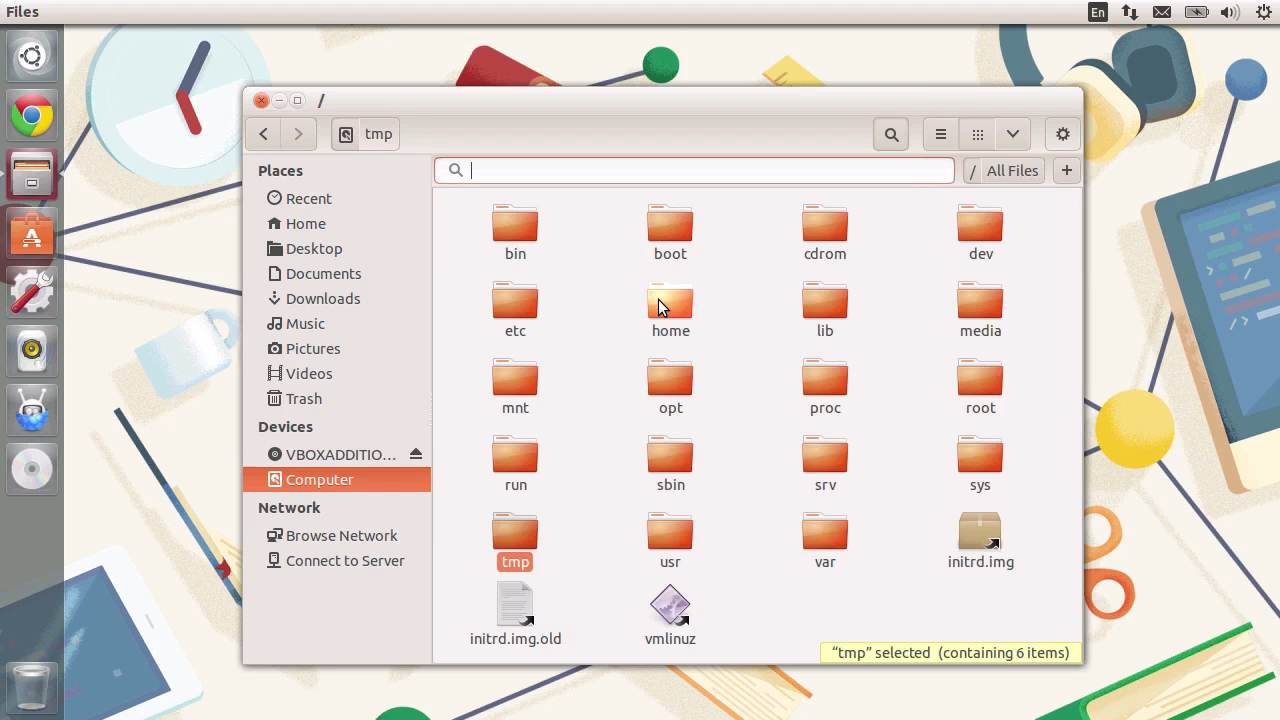 Files
En
/
tmp
/ All Files +
Places
Recent
Home
Desktop
Documents
Downloads
Music
Pictures
Videos
Trash
Devices
VBOXADDITIO...
Computer
Network
Browse Network
Connect to Server
bin boot cdrom dev
etc home lib media
mnt opt proc root
run sbin srv sys
tmp usr var initrd.img
initrd.img.old vmlinuz
“tmp” selected (containing 6 items)